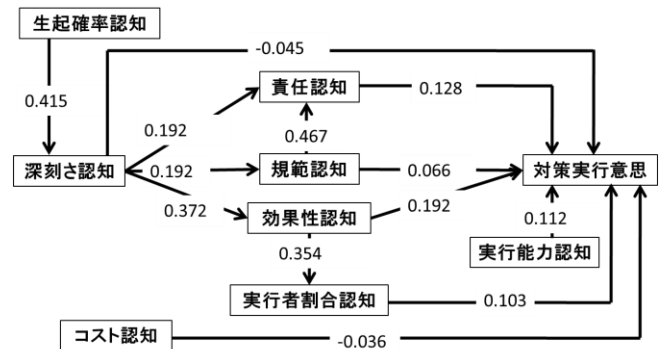 生起確率認知
-0.045
責任認知
0.128
0.415
0.192
0.467
深刻さ認知
0.192
規範認知
0.066
対策実行意思
0.372
効果性認知
0.192
0.112
0.354
実行能力認知
実行者割合認知
0.103
コスト認知
-0.036